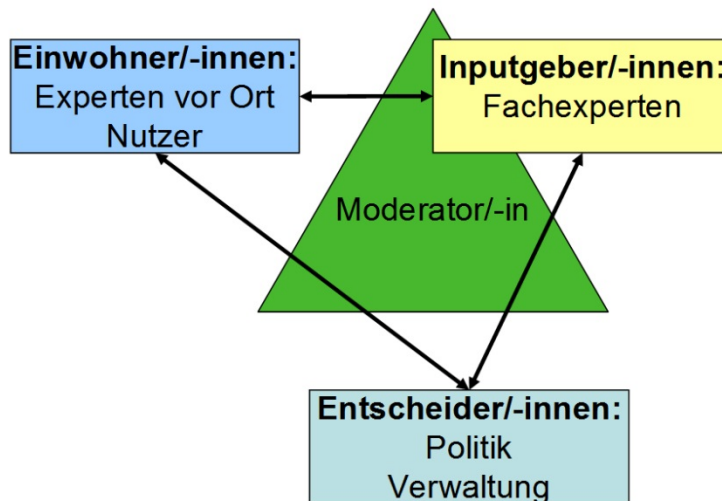 Einwohner/-innen:
Experten vor Ort
Nutzer
Inputgeber/-innen:
Fachexperten
Moderator/-in
Entscheider/-innen:
Politik
Verwaltung